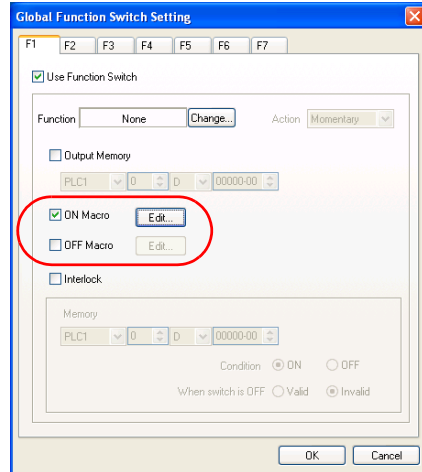 Global Function Switch Setting
F1 F2 F3 F4 F5 F6 F7
Use Function Switch
Function None Change... Action Momentary
Output Memory
PLC1 0 D 00000-00
ON Macro Edit...
OFF Macro Edit...
Interlock
Memory
PLC1 0 D 00000-00
Condition ON OFF
When switch is OFF Valid Invalid
OK Cancel